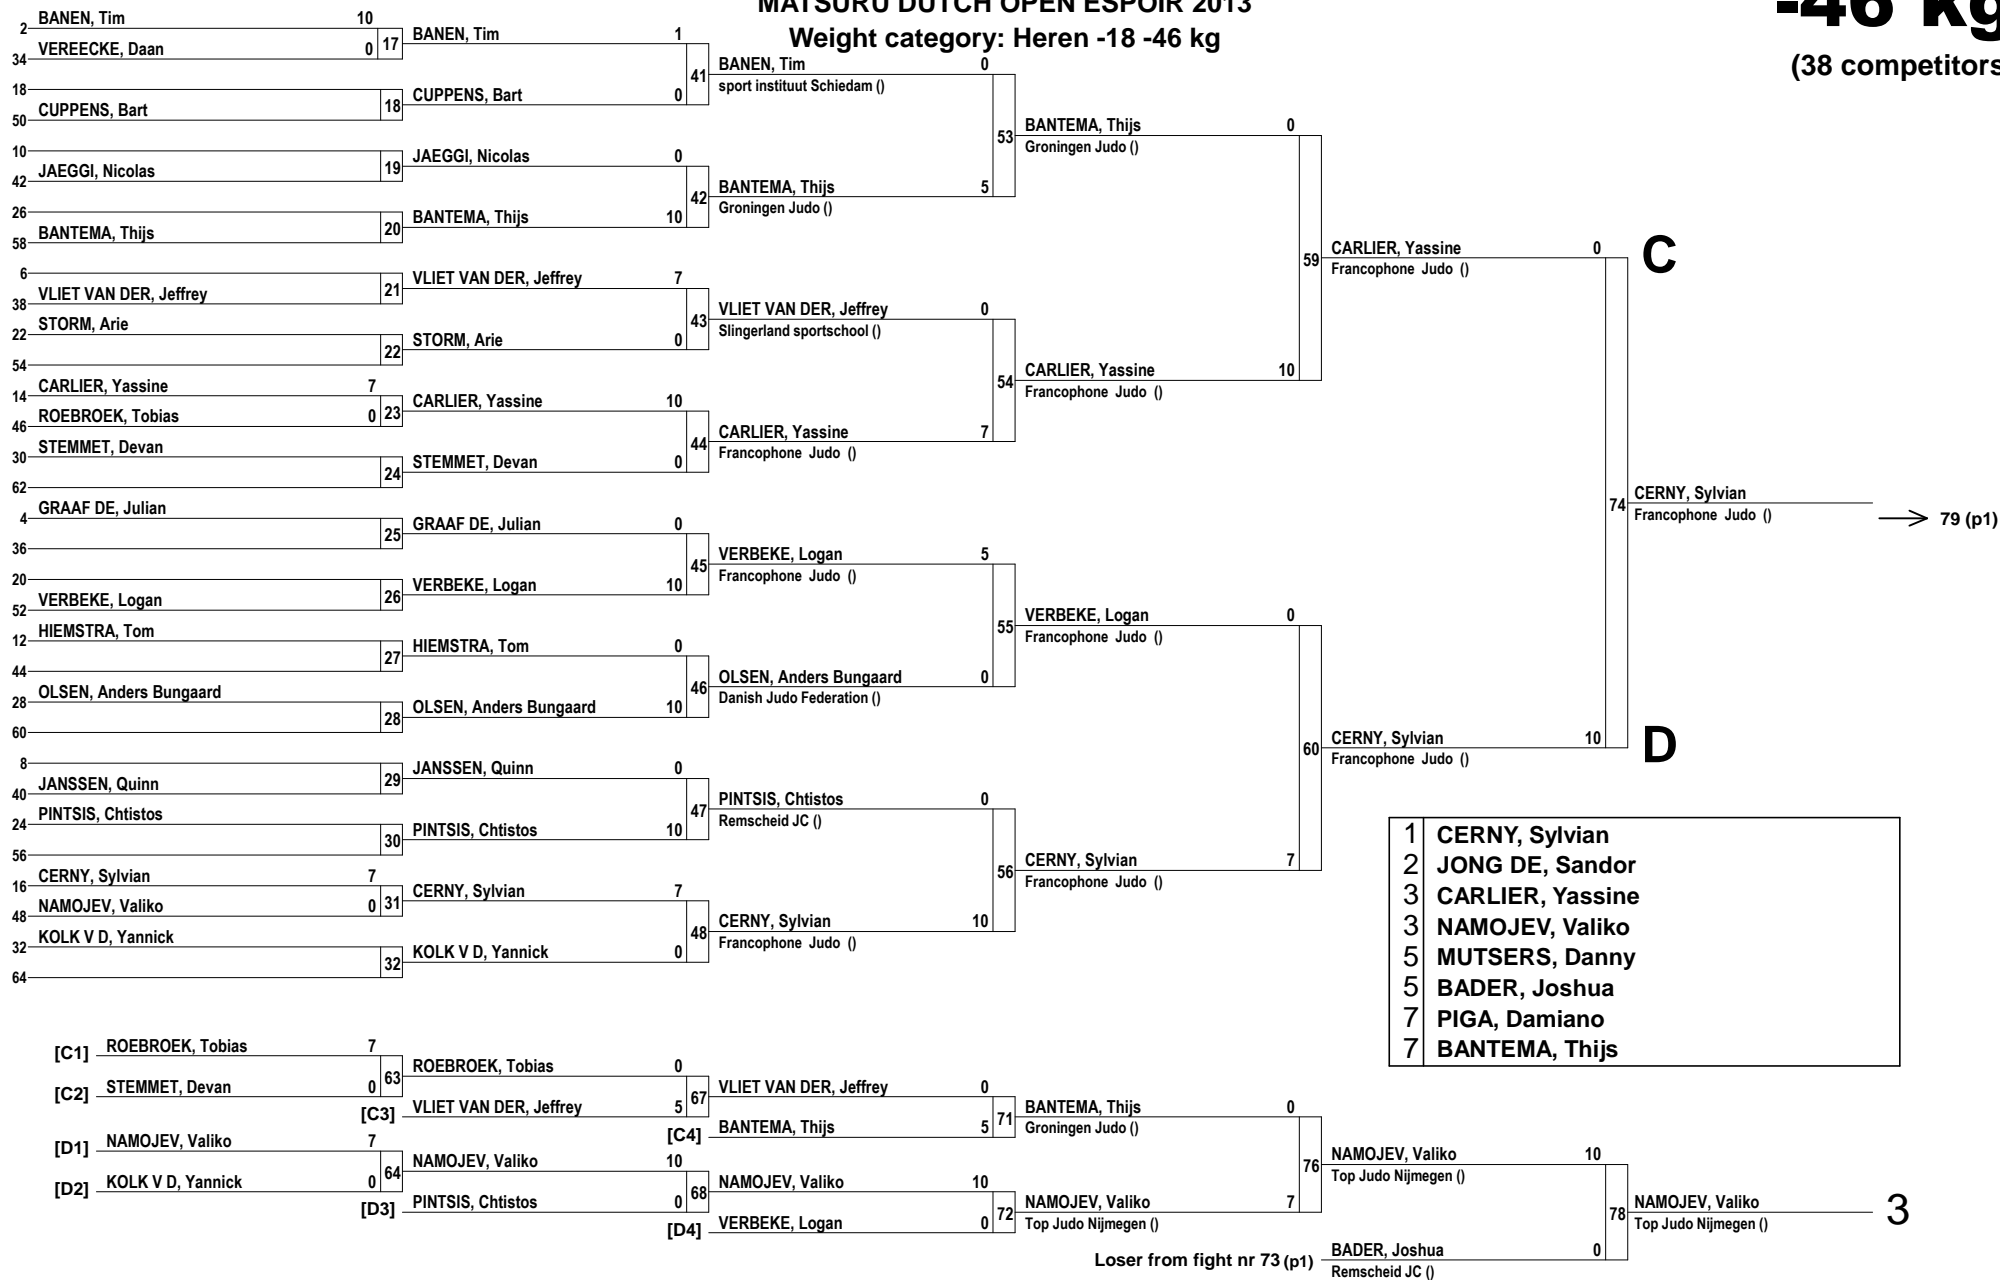 MATSURU DUTCH OPEN ESPOIR 2013
Weight category: Heren -18 -46 kg
-46 kg
(38 competitors
2 BANEN, Tim 10
34 VEREECKE, Daan 0
17
18
50 CUPPENS, Bart
18
10
42 JAEGGI, Nicolas
19
26
58 BANTEMA, Thijs
20
6
38 VLIET VAN DER, Jeffrey
21
22 STORM, Arie
54
22
14 CARLIER, Yassine 7
46 ROEBROEK, Tobias 0
23
30 STEMMET, Devan
62
24
4 GRAAF DE, Julian
36
25
20
52 VERBEKE, Logan
26
12 HIEMSTRA, Tom
44
27
28 OLSEN, Anders Bungaard
60
28
8
40 JANSSEN, Quinn
29
24 PINTSIS, Chtistos
56
30
16 CERNY, Sylvian 7
48 NAMOJEV, Valiko 0
31
32 KOLK V D, Yannick
64
32
BANEN, Tim 1
CUPPENS, Bart 0
41
JAEGGI, Nicolas 0
BANTEMA, Thijs 10
42
VLIET VAN DER, Jeffrey 7
STORM, Arie 0
43
CARLIER, Yassine 10
STEMMET, Devan 0
44
GRAAF DE, Julian 0
VERBEKE, Logan 10
45
HIEMSTRA, Tom 0
OLSEN, Anders Bungaard 10
46
JANSSEN, Quinn 0
PINTSIS, Chtistos 10
47
CERNY, Sylvian 7
KOLK V D, Yannick 0
48
BANEN, Tim 0
sport instituut Schiedam ()
BANTEMA, Thijs 5
Groningen Judo ()
53
VLIET VAN DER, Jeffrey 0
Slingerland sportschool ()
CARLIER, Yassine 7
Francophone Judo ()
54
VERBEKE, Logan 5
Francophone Judo ()
OLSEN, Anders Bungaard 0
Danish Judo Federation ()
55
PINTSIS, Chtistos 0
Remscheid JC ()
CERNY, Sylvian 10
Francophone Judo ()
56
BANTEMA, Thijs 0
Groningen Judo ()
CARLIER, Yassine 10
Francophone Judo ()
59
VERBEKE, Logan 0
Francophone Judo ()
CERNY, Sylvian 7
Francophone Judo ()
60
CARLIER, Yassine 0
Francophone Judo ()
C
CERNY, Sylvian 10
Francophone Judo ()
D
74
CERNY, Sylvian
Francophone Judo ()
79 (p1)
1 CERNY, Sylvian
2 JONG DE, Sandor
3 CARLIER, Yassine
3 NAMOJEV, Valiko
5 MUTSERS, Danny
5 BADER, Joshua
7 PIGA, Damiano
7 BANTEMA, Thijs
[C1] ROEBROEK, Tobias 7
[C2] STEMMET, Devan 0
63
[D1] NAMOJEV, Valiko 7
[D2] KOLK V D, Yannick 0
64
ROEBROEK, Tobias 0
[C3] VLIET VAN DER, Jeffrey 5
67
NAMOJEV, Valiko 10
[D3] PINTSIS, Chtistos 0
68
VLIET VAN DER, Jeffrey 0
[C4] BANTEMA, Thijs 5
71
NAMOJEV, Valiko 10
[D4] VERBEKE, Logan 0
72
BANTEMA, Thijs 0
Groningen Judo ()
NAMOJEV, Valiko 7
Top Judo Nijmegen ()
76
NAMOJEV, Valiko 10
Top Judo Nijmegen ()
Loser from fight nr 73 (p1) BADER, Joshua 0
Remscheid JC ()
78
NAMOJEV, Valiko
Top Judo Nijmegen ()
3